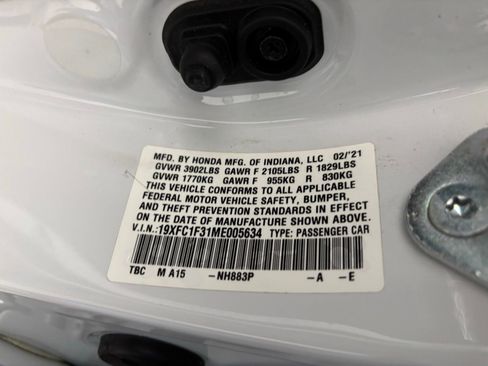 MFD. BY HONDA MFG. OF INDIANA, LLC 02/'21
GVWR 3902LBS GAWR F 2105LBS R 1829LBS
GVWR 1770KG GAWR F 955KG R 830KG
THIS VEHICLE CONFORMS TO ALL APPLICABLE
FEDERAL MOTOR VEHICLE SAFETY, BUMPER,
AND THEFT PREVENTION STANDARDS IN EFFECT
ON THE DATE OF MANUFACTURE SHOWN ABOVE.
V.I.N.: 19XFC1F31ME005634 TYPE: PASSENGER CAR
TBC M A15 -NH883P -A -E